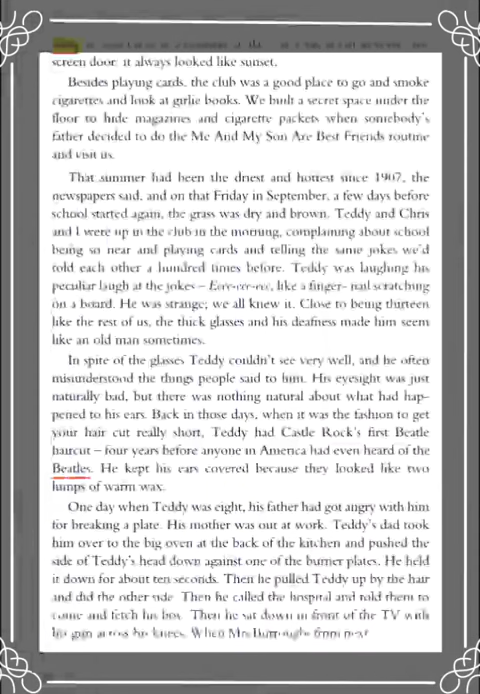 screen door it always looked like sunset.
Besides playing cards, the club was a good place to go and smoke
cigarettes and look at girlie books. We built a secret space under the
floor to hide magazines and cigarette packets when somebody's
father decided to do the Me And My Son Are Best Friends routine
and visit us.
That summer had been the driest and hottest since 1907, the
newspapers said, and on that Friday in September, a few days before
school started again, the grass was dry and brown. Teddy and Chris
and I were up in the club in the morning, complaining about school
being so near and playing cards and telling the same jokes we'd
told each other a hundred times before. Teddy was laughing his
peculiar laugh at the jokes – Eee-eee-eee, like a finger-nail scratching
on a board. He was strange; we all knew it. Close to being thirteen
like the rest of us, the thick glasses and his deafness made him seem
like an old man sometimes.
In spite of the glasses Teddy couldn't see very well, and he often
misunderstood the things people said to him. His eyesight was just
naturally bad, but there was nothing natural about what had hap-
pened to his ears. Back in those days, when it was the fashion to get
your hair cut really short, Teddy had Castle Rock's first Beatle
haircut – four years before anyone in America had even heard of the
Beatles. He kept his ears covered because they looked like two
lumps of warm wax.
One day when Teddy was eight, his father had got angry with him
for breaking a plate. His mother was out at work. Teddy's dad took
him over to the big oven at the back of the kitchen and pushed the
side of Teddy's head down against one of the burner plates. He held
it down for about ten seconds. Then he pulled Teddy up by the hair
and did the other side. Then he called the hospital and told them to
come and fetch his boy. Then he sat down in front of the TV with
his gun across his knees. When Mrs Burroughs from next